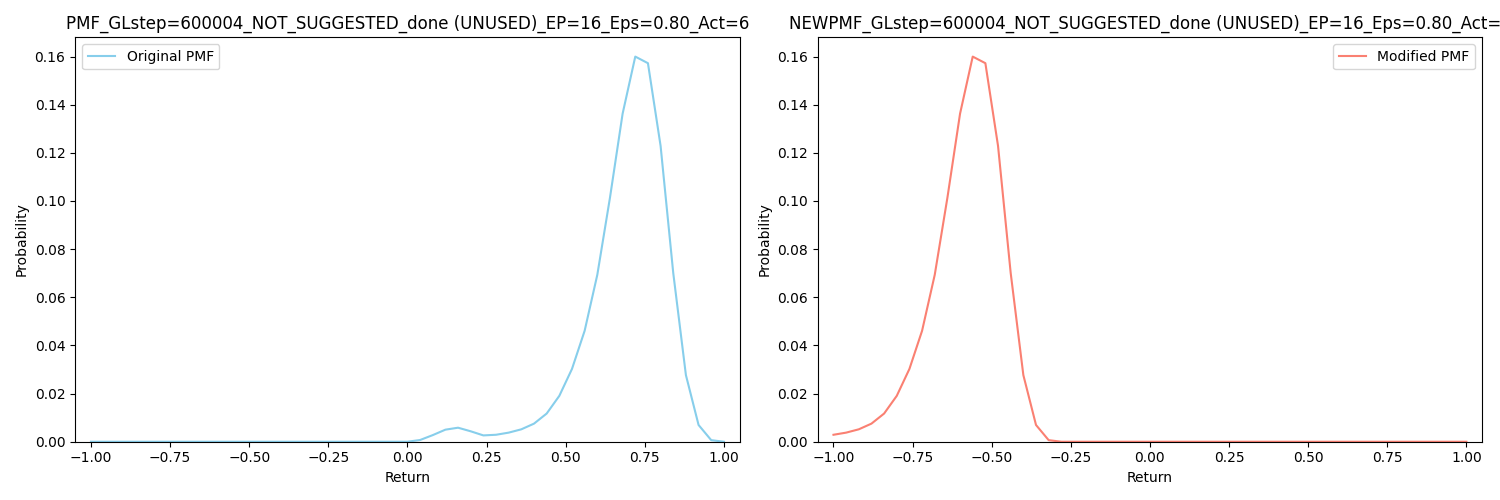 PMF_GLstep=600004_NOT_SUGGESTED_done (UNUSED)_EP=16_Eps=0.80_Act=6
Original PMF
0.16
0.14
0.12
0.10
0.08
0.06
0.04
0.02
0.00
Probability
−1.00 −0.75 −0.50 −0.25 0.00 0.25 0.50 0.75 1.00
Return
NEWPMF_GLstep=600004_NOT_SUGGESTED_done (UNUSED)_EP=16_Eps=0.80_Act=
Modified PMF
0.16
0.14
0.12
0.10
0.08
0.06
0.04
0.02
0.00
Probability
−1.00 −0.75 −0.50 −0.25 0.00 0.25 0.50 0.75 1.00
Return